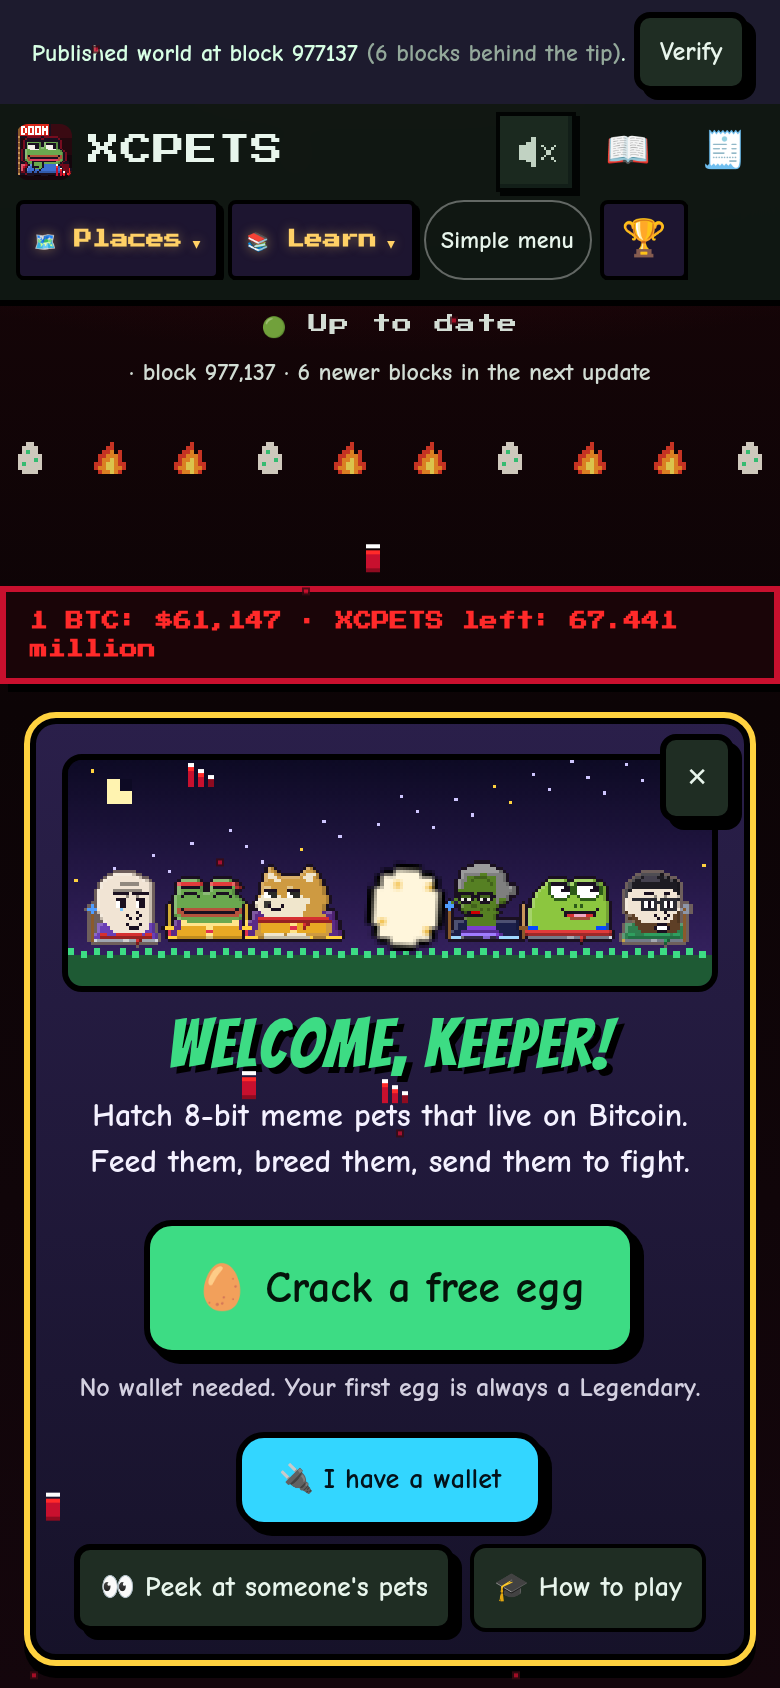 Published world at block 977137 (6 blocks behind the tip).
Verify
DOOM
XCPETS
Places ▾
Learn ▾
Simple menu
Up to date
· block 977,137 · 6 newer blocks in the next update
1 BTC: $61,147 · XCPETS left: 67.441
million
×
WELCOME, KEEPER!
Hatch 8-bit meme pets that live on Bitcoin.
Feed them, breed them, send them to fight.
Crack a free egg
No wallet needed. Your first egg is always a Legendary.
I have a wallet
Peek at someone's pets
How to play